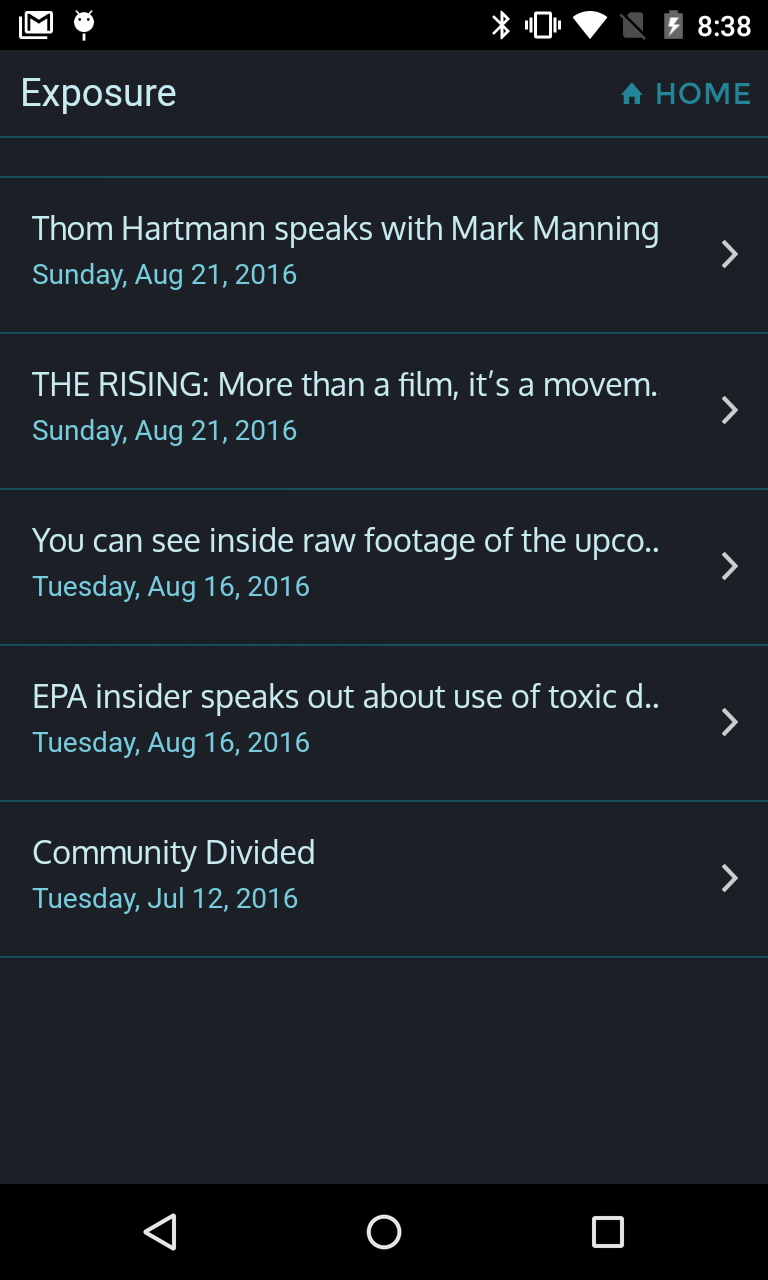 8:38
Exposure
HOME
Thom Hartmann speaks with Mark Manning
Sunday, Aug 21, 2016
THE RISING: More than a film, it’s a movem..
Sunday, Aug 21, 2016
You can see inside raw footage of the upco..
Tuesday, Aug 16, 2016
EPA insider speaks out about use of toxic d..
Tuesday, Aug 16, 2016
Community Divided
Tuesday, Jul 12, 2016